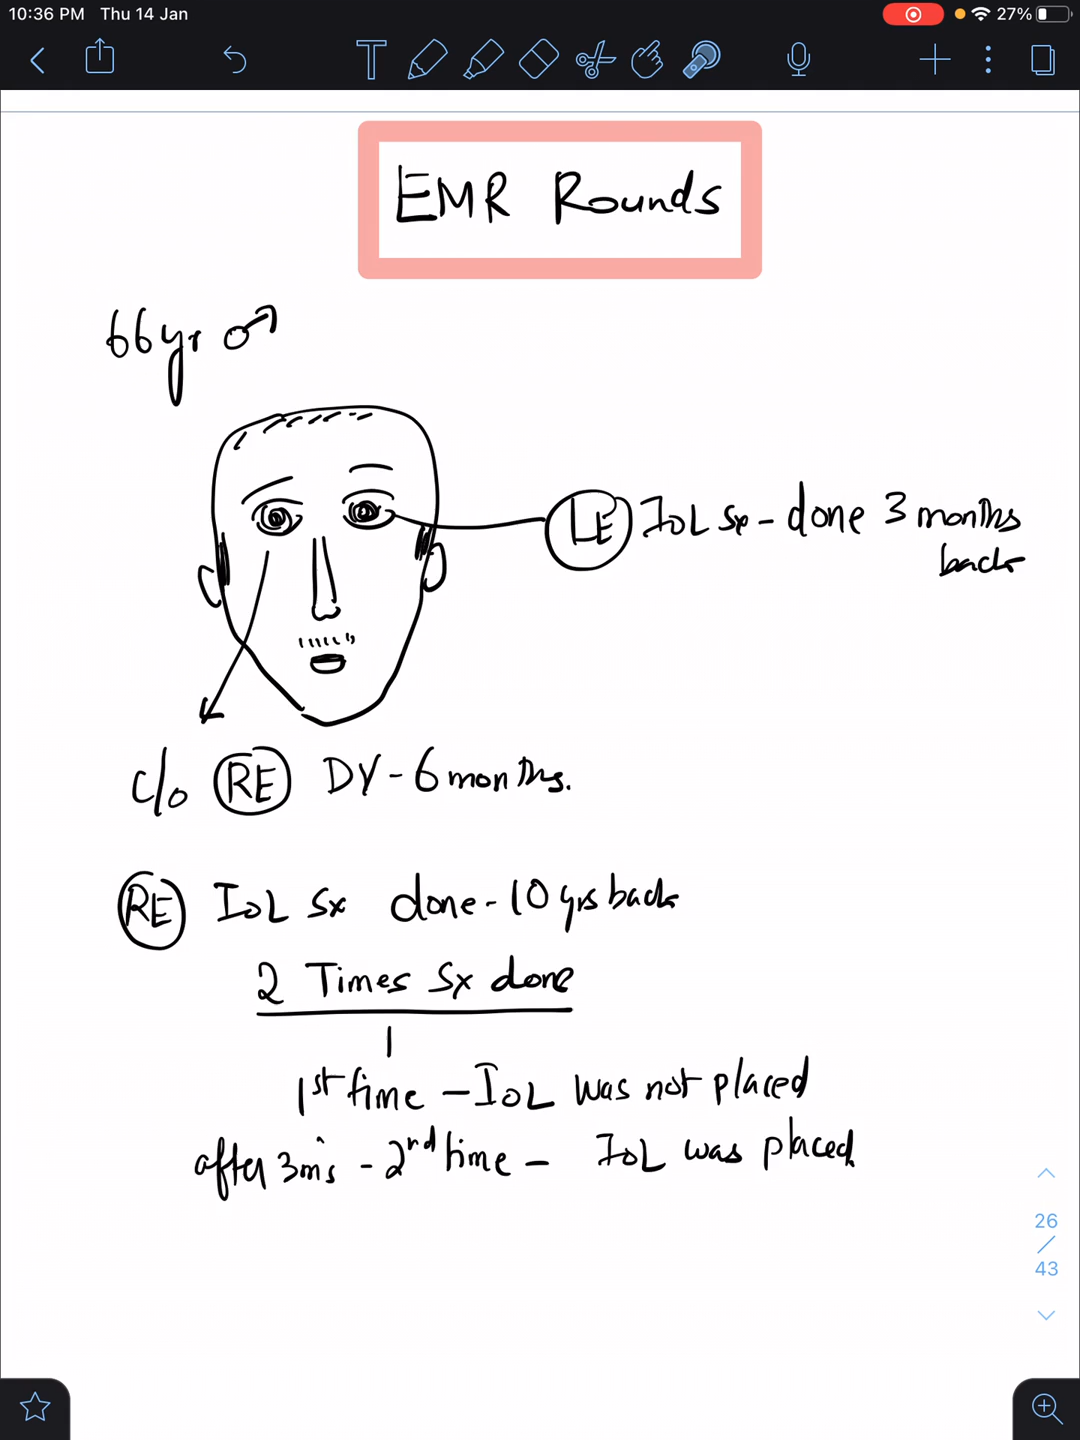 10:36 PM Thu 14 Jan
27%
T
EMR Rounds
66yr ♂
LE IOL Sx - done 3 months
back
c/o RE DV - 6 months.
RE IOL Sx done - 10 yrs back
2 Times Sx done
1st time - IOL was not placed
after 3m's - 2nd time - IOL was placed
26
/
43